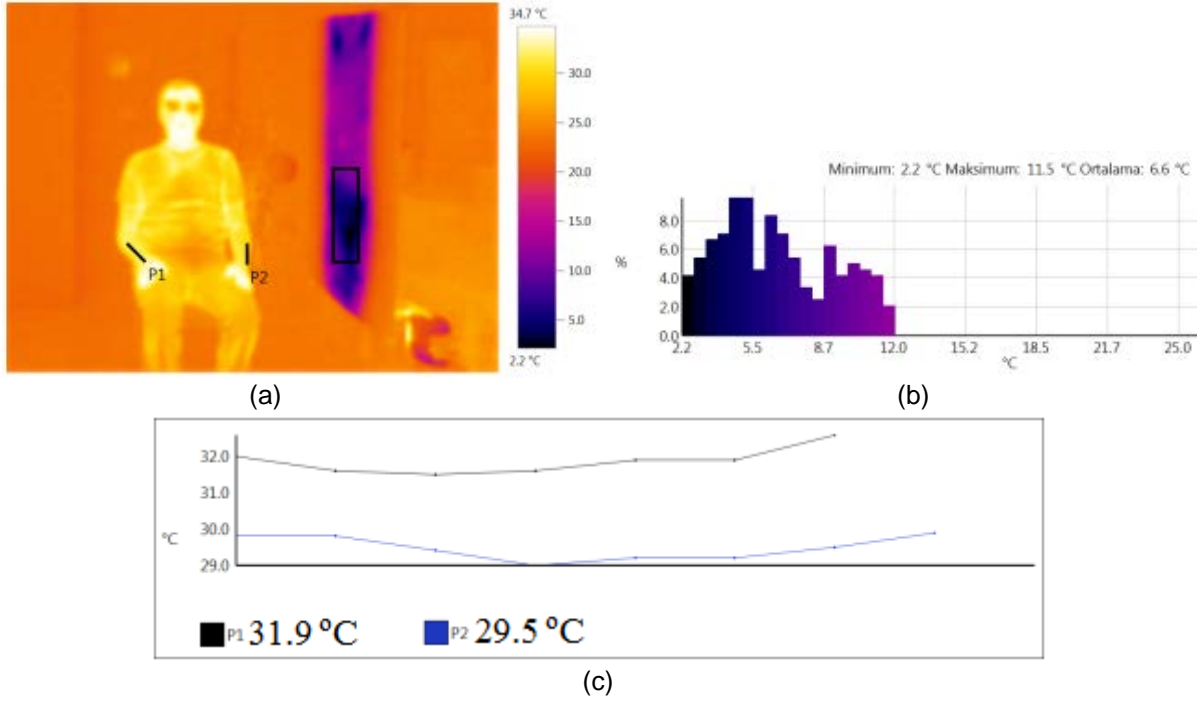 34.7 °C
30.0
25.0
20.0
15.0
10.0
5.0
2.2 °C
P1
P2
(a)
Minimum: 2.2 °C Maksimum: 11.5 °C Ortalama: 6.6 °C
8.0
6.0
%
4.0
2.0
0.0
2.2 5.5 8.7 12.0 15.2 18.5 21.7 25.0
°C
(b)
32.0
31.0
30.0
°C
29.0
P1 31.9 °C P2 29.5 °C
(c)